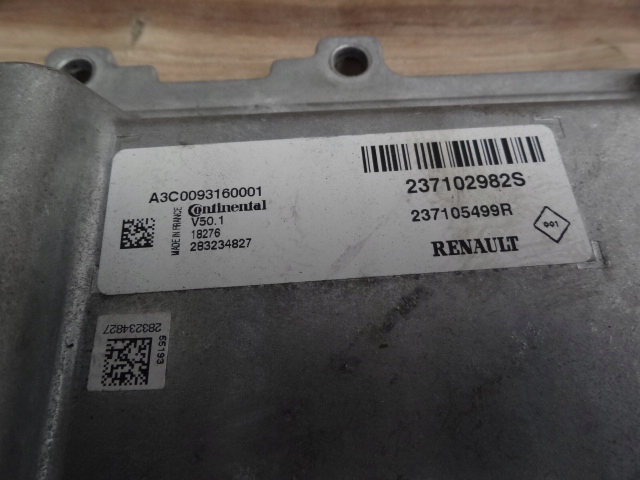 A3C0093160001
Continental
V50.1
18276
283234827
MADE IN FRANCE
237102982S
237105499R
001
RENAULT
55193
283234827